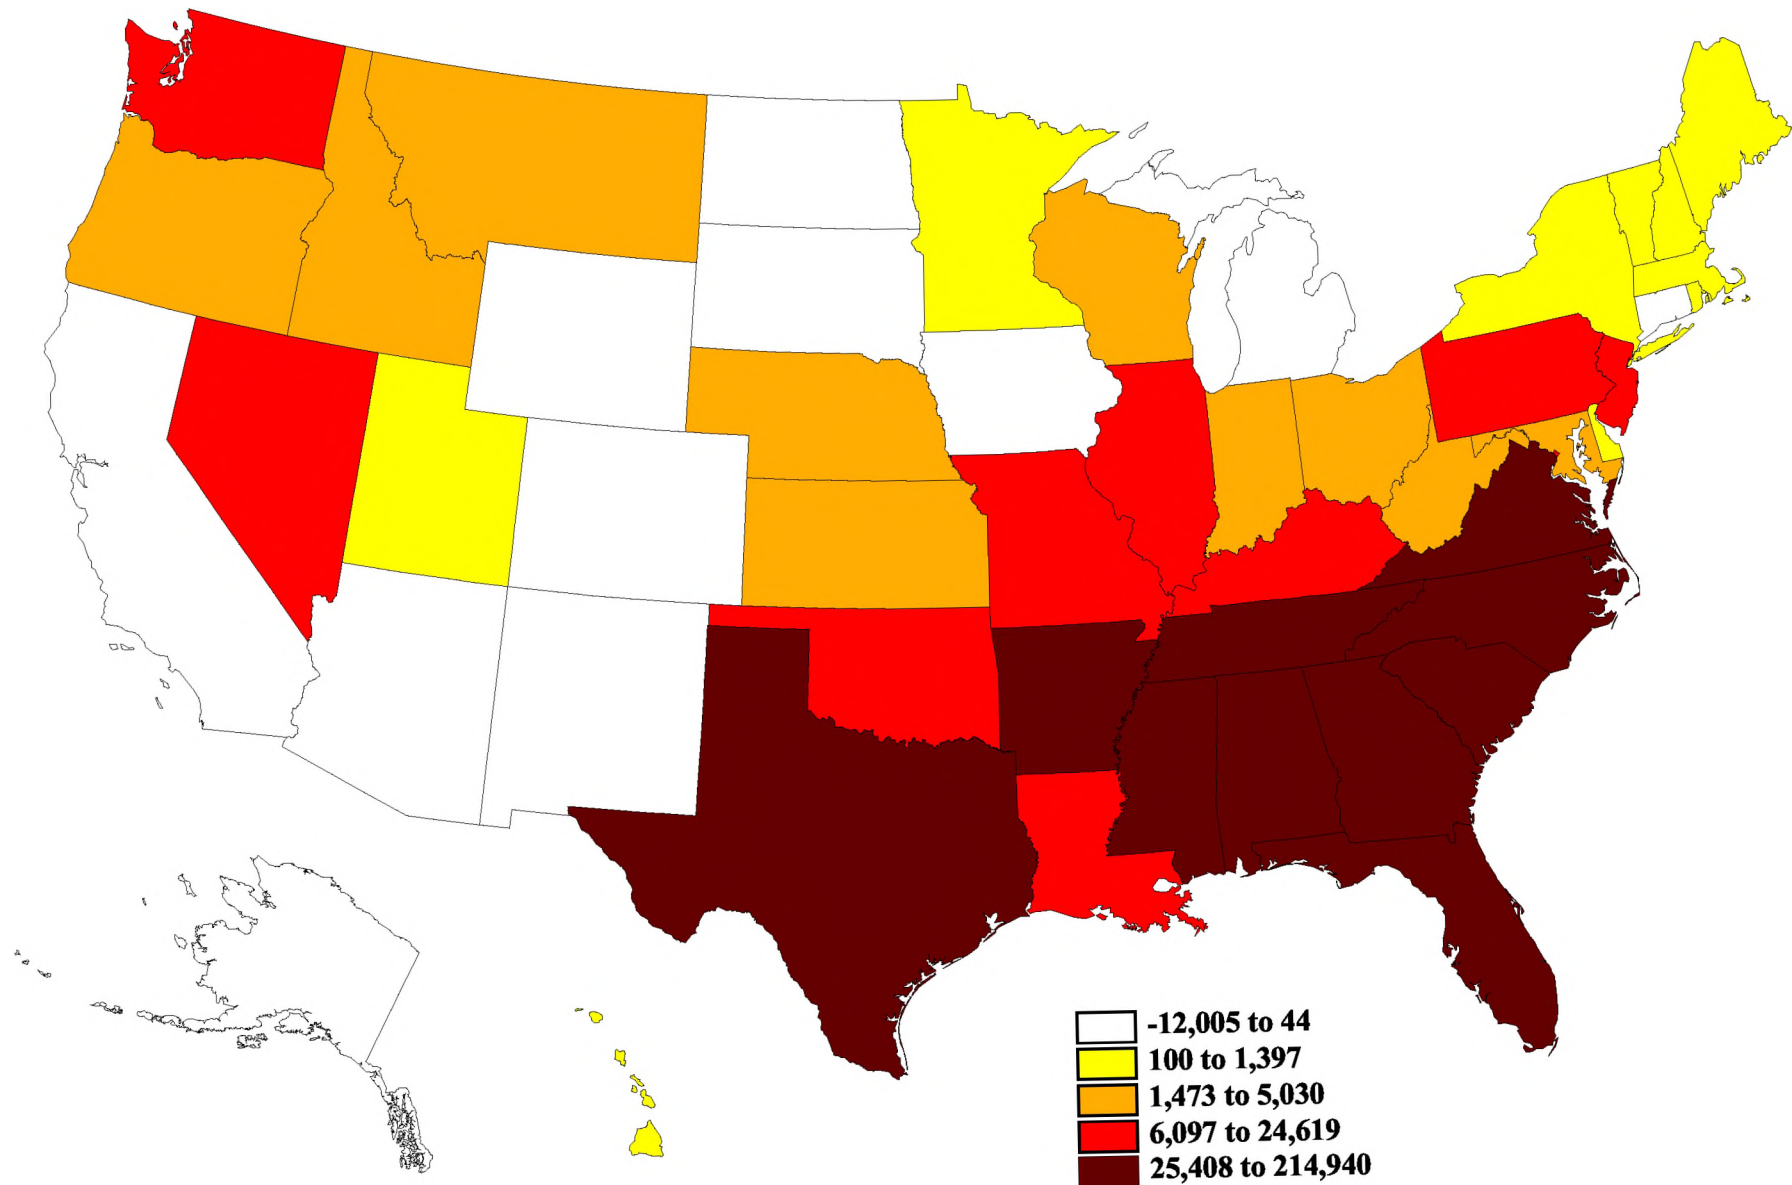 -12,005 to 44
100 to 1,397
1,473 to 5,030
6,097 to 24,619
25,408 to 214,940